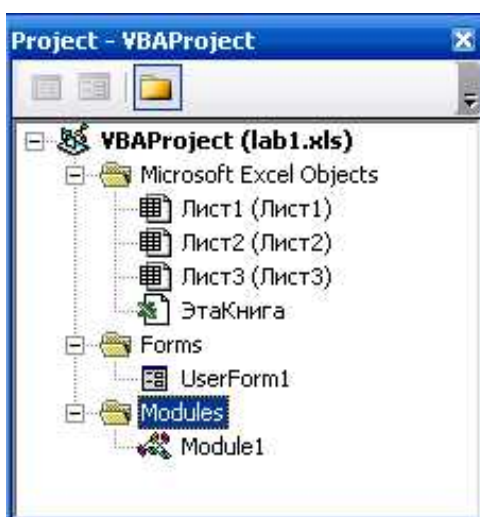 Project - VBAProject
VBAProject (lab1.xls)
Microsoft Excel Objects
Лист1 (Лист1)
Лист2 (Лист2)
Лист3 (Лист3)
ЭтаКнига
Forms
UserForm1
Modules
Module1